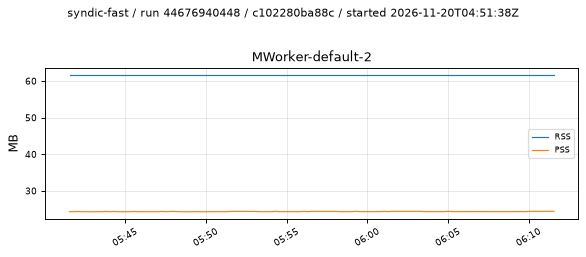 syndic-fast / run 44676940448 / c102280ba88c / started 2026-11-20T04:51:38Z
MWorker-default-2
MB
60
50
40
30
RSS
PSS
05:45
05:50
05:55
06:00
06:05
06:10